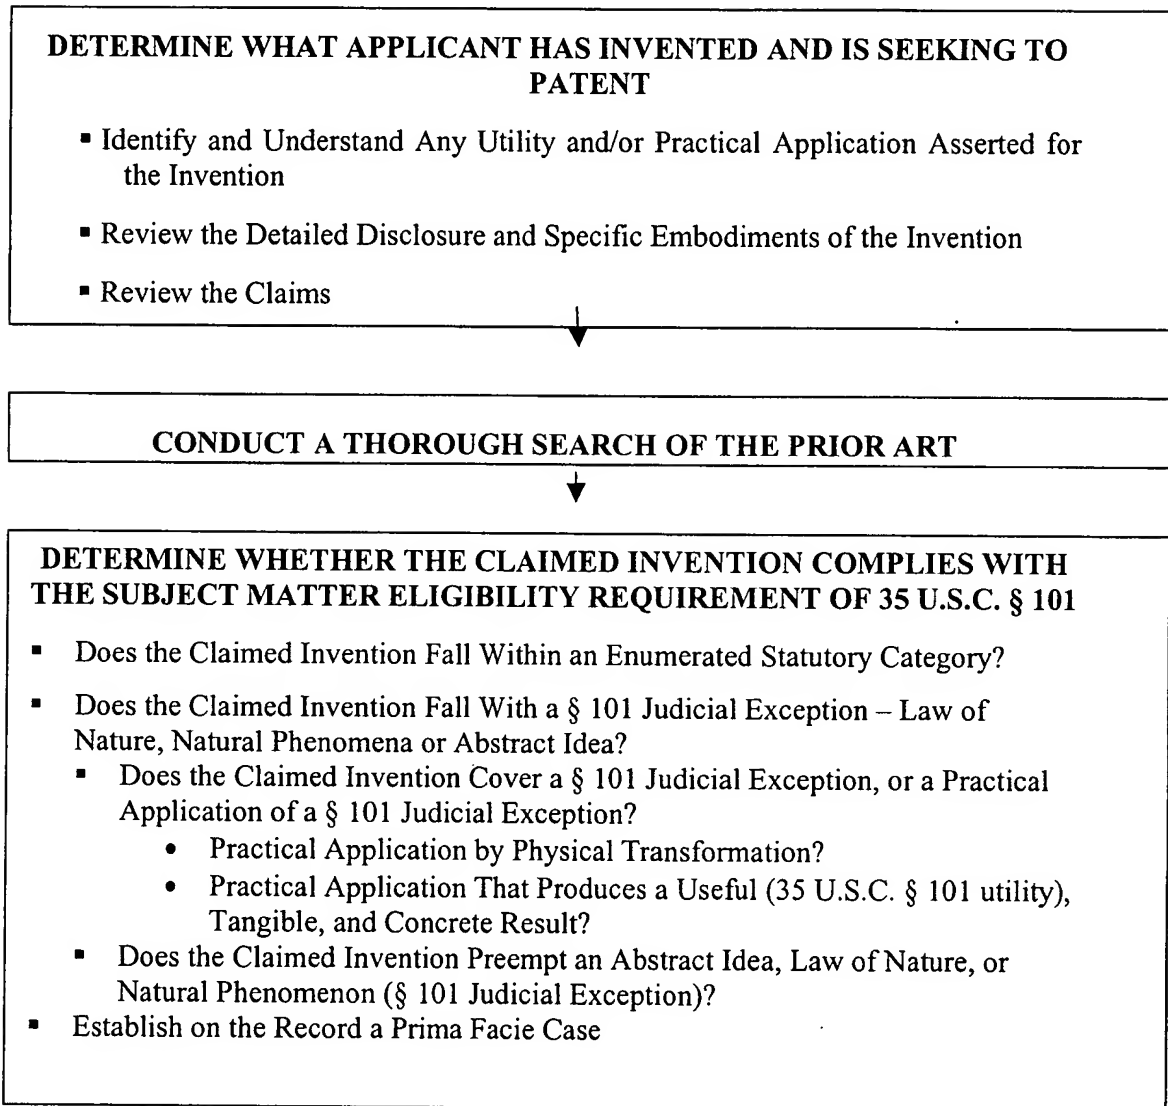 DETERMINE WHAT APPLICANT HAS INVENTED AND IS SEEKING TO
PATENT
▪ Identify and Understand Any Utility and/or Practical Application Asserted for
the Invention
▪ Review the Detailed Disclosure and Specific Embodiments of the Invention
▪ Review the Claims
CONDUCT A THOROUGH SEARCH OF THE PRIOR ART
DETERMINE WHETHER THE CLAIMED INVENTION COMPLIES WITH
THE SUBJECT MATTER ELIGIBILITY REQUIREMENT OF 35 U.S.C. § 101
▪ Does the Claimed Invention Fall Within an Enumerated Statutory Category?
▪ Does the Claimed Invention Fall With a § 101 Judicial Exception – Law of
Nature, Natural Phenomena or Abstract Idea?
▪ Does the Claimed Invention Cover a § 101 Judicial Exception, or a Practical
Application of a § 101 Judicial Exception?
• Practical Application by Physical Transformation?
• Practical Application That Produces a Useful (35 U.S.C. § 101 utility),
Tangible, and Concrete Result?
▪ Does the Claimed Invention Preempt an Abstract Idea, Law of Nature, or
Natural Phenomenon (§ 101 Judicial Exception)?
▪ Establish on the Record a Prima Facie Case